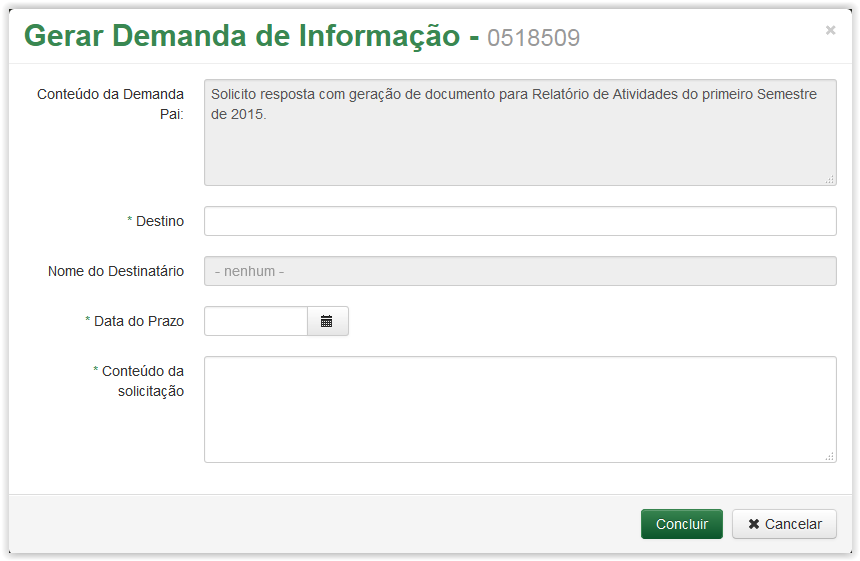 Gerar Demanda de Informação - 0518509
×
Conteúdo da Demanda
Pai:
Solicito resposta com geração de documento para Relatório de Atividades do primeiro Semestre
de 2015.
* Destino
Nome do Destinatário
- nenhum -
* Data do Prazo
* Conteúdo da
solicitação
Concluir
✖ Cancelar